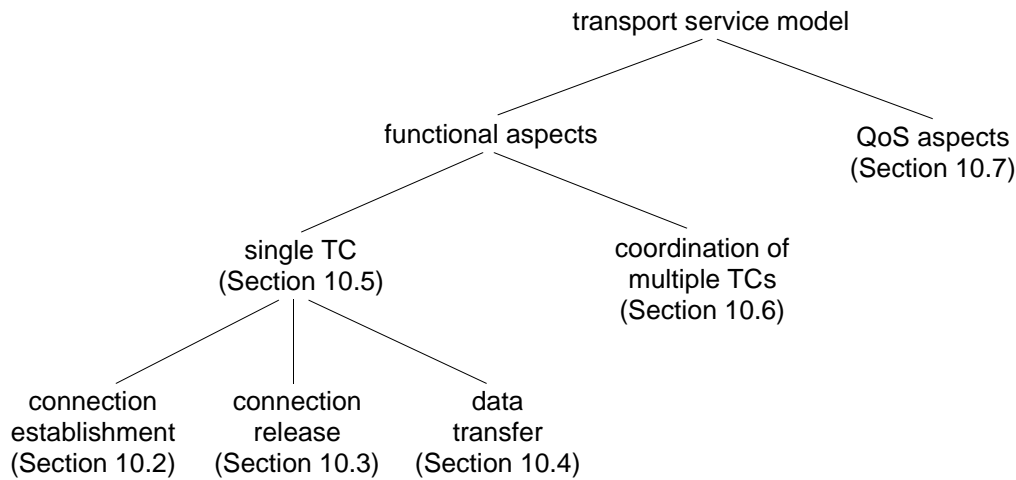 transport service model
functional aspects
QoS aspects
(Section 10.7)
single TC
(Section 10.5)
coordination of
multiple TCs
(Section 10.6)
connection
establishment
(Section 10.2)
connection
release
(Section 10.3)
data
transfer
(Section 10.4)